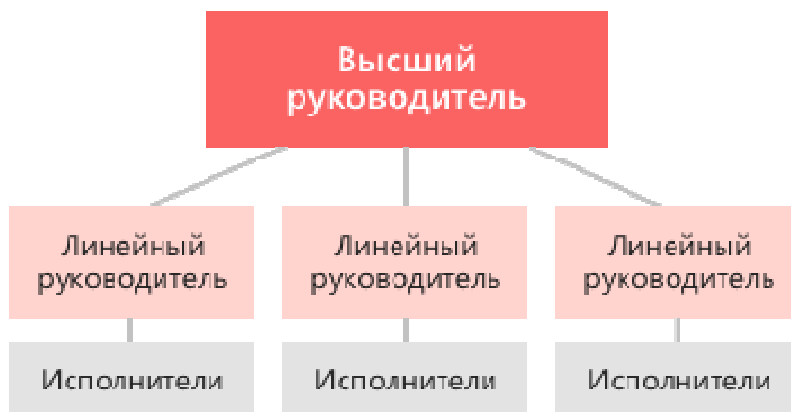 Высший
руководитель
Линейный
руководитель
Линейный
руководитель
Линейный
руководитель
Исполнители
Исполнители
Исполнители